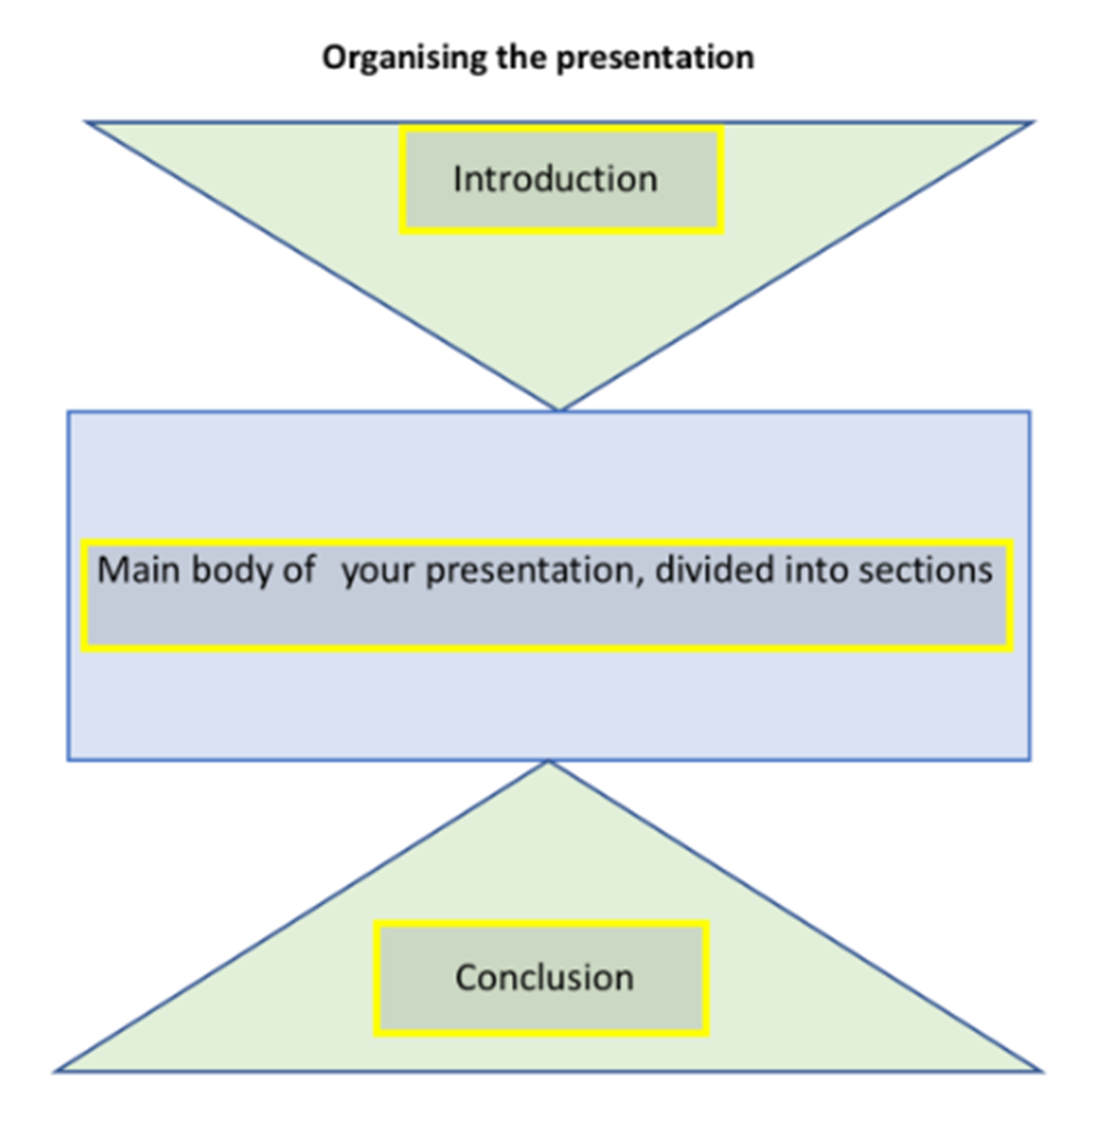 Organising the presentation
Introduction
Main body of your presentation, divided into sections
Conclusion